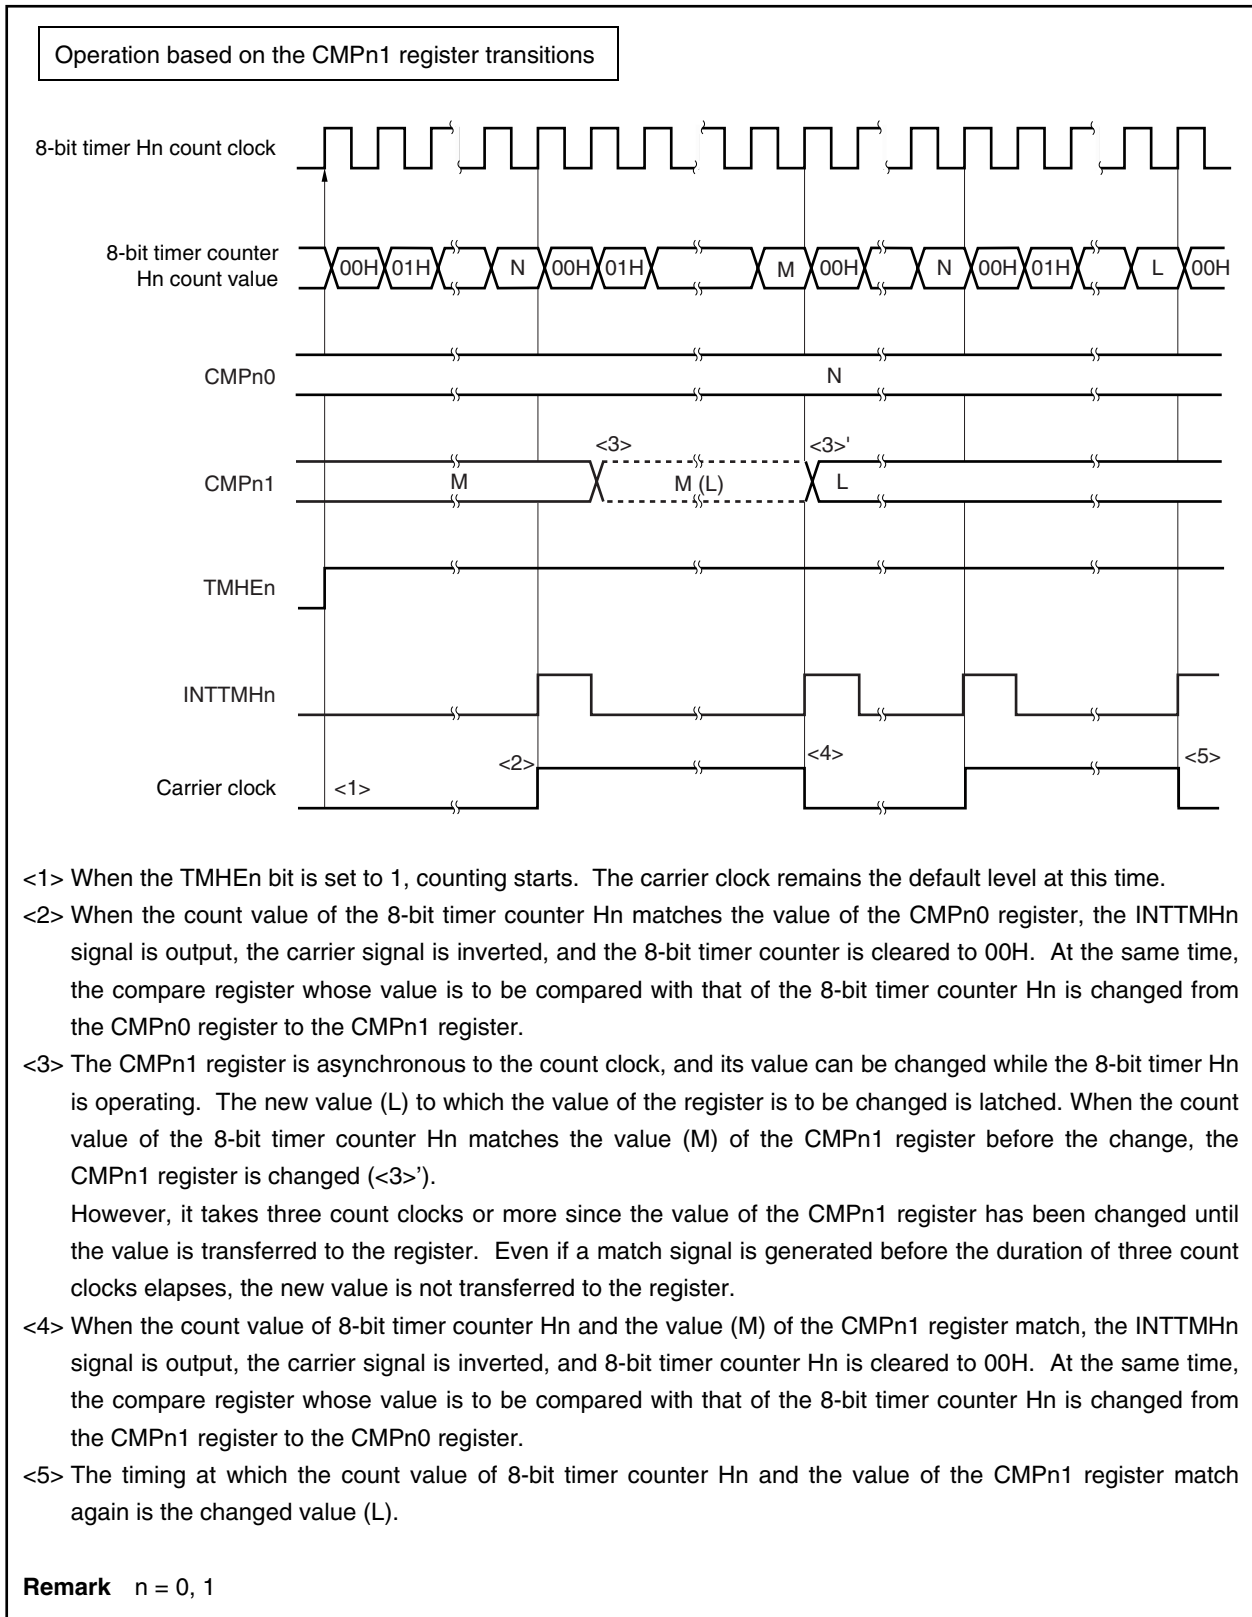 Operation based on the CMPn1 register transitions
8-bit timer Hn count clock
8-bit timer counter
Hn count value
00H 01H N 00H 01H M 00H N 00H 01H L 00H
CMPn0
N
<3> <3>'
CMPn1
M M (L) L
TMHEn
INTTMHn
<2> <4> <5>
Carrier clock
<1>
<1> When the TMHEn bit is set to 1, counting starts. The carrier clock remains the default level at this time.
<2> When the count value of the 8-bit timer counter Hn matches the value of the CMPn0 register, the INTTMHn
signal is output, the carrier signal is inverted, and the 8-bit timer counter is cleared to 00H. At the same time,
the compare register whose value is to be compared with that of the 8-bit timer counter Hn is changed from
the CMPn0 register to the CMPn1 register.
<3> The CMPn1 register is asynchronous to the count clock, and its value can be changed while the 8-bit timer Hn
is operating. The new value (L) to which the value of the register is to be changed is latched. When the count
value of the 8-bit timer counter Hn matches the value (M) of the CMPn1 register before the change, the
CMPn1 register is changed (<3>’).
However, it takes three count clocks or more since the value of the CMPn1 register has been changed until
the value is transferred to the register. Even if a match signal is generated before the duration of three count
clocks elapses, the new value is not transferred to the register.
<4> When the count value of 8-bit timer counter Hn and the value (M) of the CMPn1 register match, the INTTMHn
signal is output, the carrier signal is inverted, and 8-bit timer counter Hn is cleared to 00H. At the same time,
the compare register whose value is to be compared with that of the 8-bit timer counter Hn is changed from
the CMPn1 register to the CMPn0 register.
<5> The timing at which the count value of 8-bit timer counter Hn and the value of the CMPn1 register match
again is the changed value (L).
Remark n = 0, 1